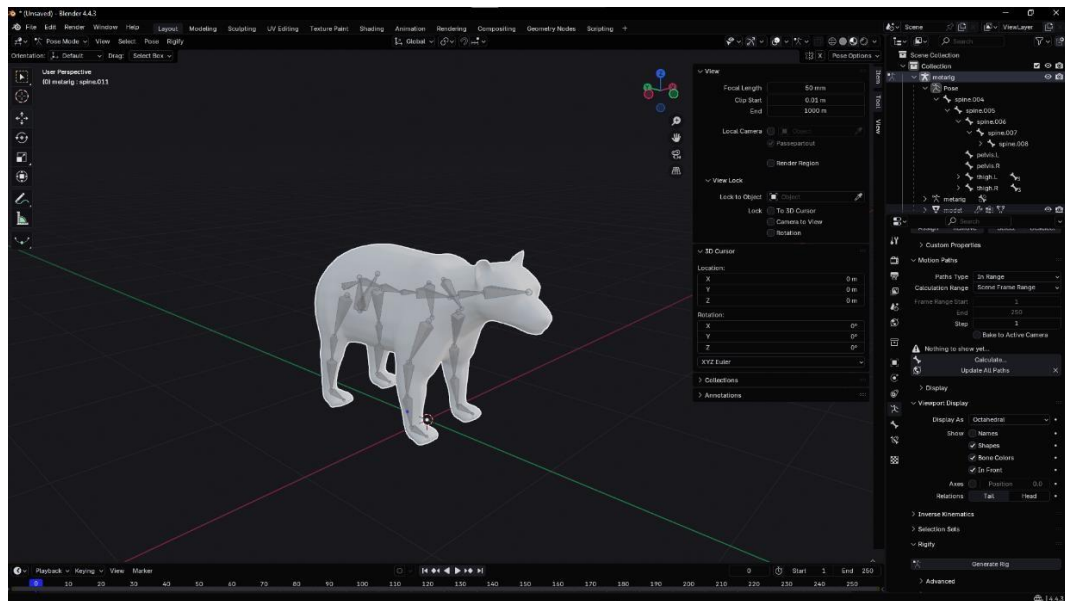 * (Unsaved) - Blender 4.4.3
File Edit Render Window Help Layout Modeling Sculpting UV Editing Texture Paint Shading Animation Rendering Compositing Geometry Nodes Scripting + Scene ViewLayer
Pose Mode View Select Pose Rigify Global
Orientation: Default Drag: Select Box X Pose Options
User Perspective
(0) metarig : spine.011
Z
Item
Tool
View
View
Focal Length 50 mm
Clip Start 0.01 m
End 1000 m
Local Camera Object
Passepartout
Render Region
View Lock
Lock to Object Object
Lock To 3D Cursor
Camera to View
Rotation
3D Cursor
Location:
X 0 m
Y 0 m
Z 0 m
Rotation:
X 0°
Y 0°
Z 0°
XYZ Euler
Collections
Annotations
Search
Scene Collection
Collection
metarig
Pose
spine.004
spine.005
spine.006
spine.007
spine.008
pelvis.L
pelvis.R
thigh.L
thigh.R
metarig
model
Search
Custom Properties
Motion Paths
Paths Type In Range
Calculation Range Scene Frame Range
Frame Range Start 1
End 250
Step 1
Bake to Active Camera
Nothing to show yet...
Calculate...
Update All Paths
Display
Viewport Display
Display As Octahedral
Show Names
Shapes
Bone Colors
In Front
Axes Position 0.0
Relations Tail Head
Inverse Kinematics
Selection Sets
Rigify
Generate Rig
Advanced
Playback Keying View Marker 0 Start 1 End 250
0 10 20 30 40 50 60 70 80 90 100 110 120 130 140 150 160 170 180 190 200 210 220 230 240 250
4.4.3